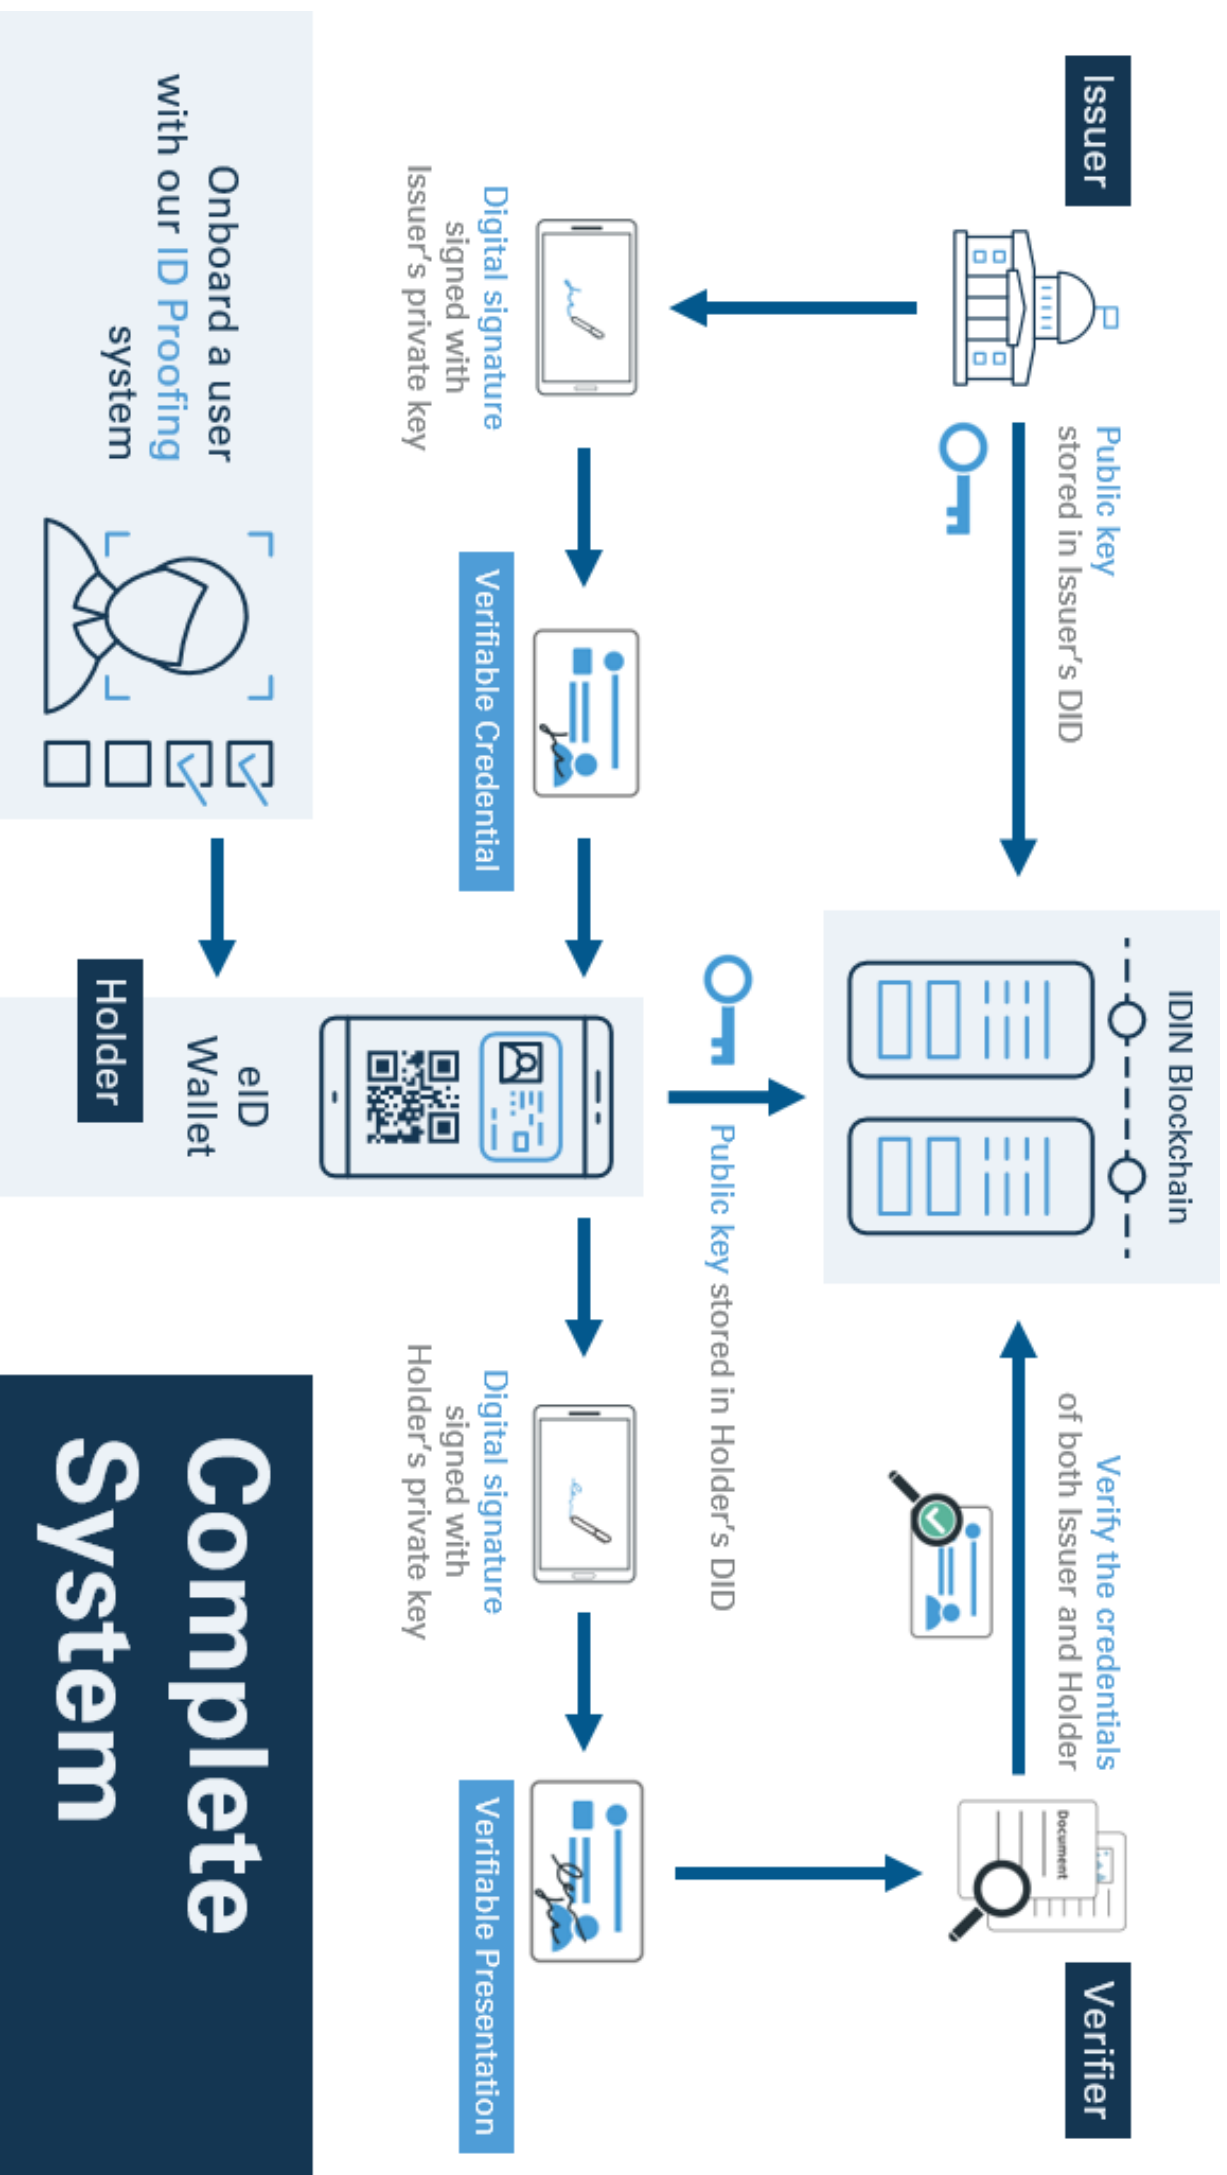 IDIN Blockchain
Issuer
Public key
stored in Issuer's DID
Verify the credentials
of both Issuer and Holder
Document
Verifier
Public key stored in Holder's DID
Digital signature
signed with
Issuer's private key
Verifiable Credential
Digital signature
signed with
Holder's private key
Verifiable Presentation
Onboard a user
with our ID Proofing
system
eID
Wallet
Holder
Complete
System